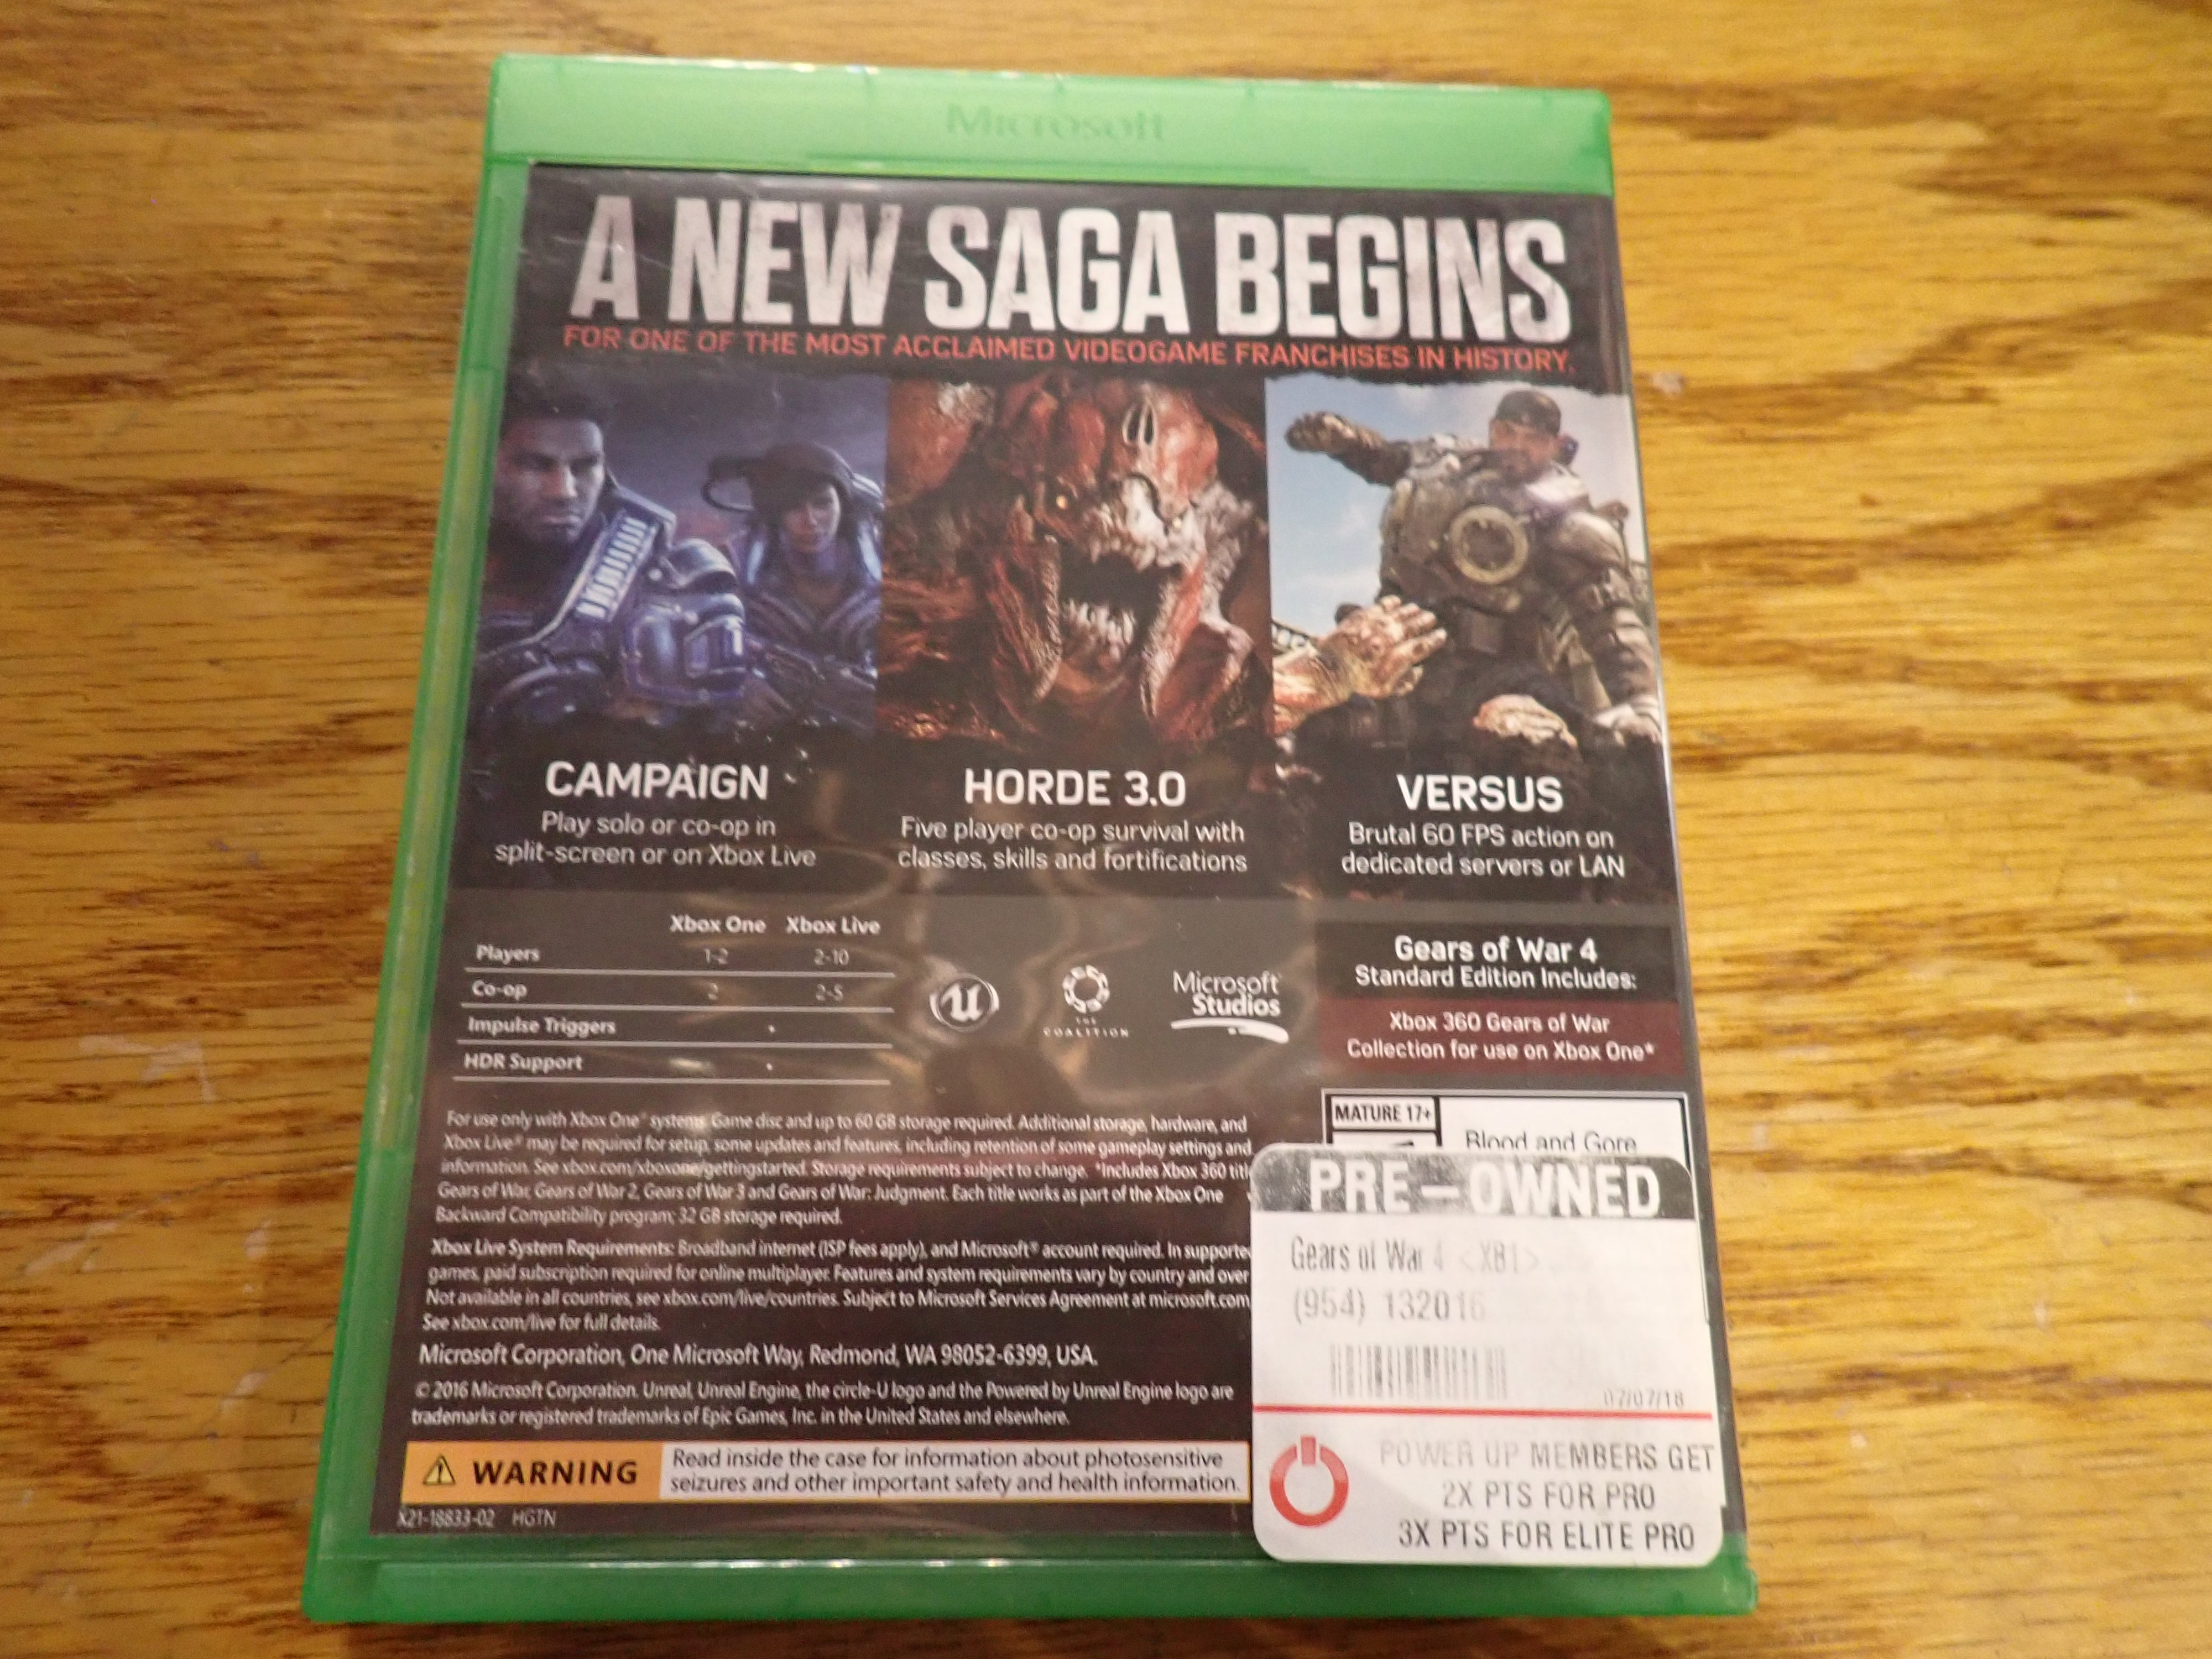 Microsoft
A NEW SAGA BEGINS
FOR ONE OF THE MOST ACCLAIMED VIDEOGAME FRANCHISES IN HISTORY.
CAMPAIGN
Play solo or co-op in
split-screen or on Xbox Live
HORDE 3.0
Five player co-op survival with
classes, skills and fortifications
VERSUS
Brutal 60 FPS action on
dedicated servers or LAN
Xbox One Xbox Live
Players 1-2 2-10
Co-op 2 2-5
Impulse Triggers •
HDR Support •
U
THE
COALITION
Microsoft
Studios
Gears of War 4
Standard Edition Includes:
Xbox 360 Gears of War
Collection for use on Xbox One*
MATURE 17+
Blood and Gore
For use only with Xbox One® systems. Game disc and up to 60 GB storage required. Additional storage, hardware, and
Xbox Live® may be required for setup, some updates and features, including retention of some gameplay settings and
information. See xbox.com/xboxone/gettingstarted. Storage requirements subject to change. *Includes Xbox 360 titl
Gears of War, Gears of War 2, Gears of War 3 and Gears of War: Judgment. Each title works as part of the Xbox One
Backward Compatibility program; 32 GB storage required.
Xbox Live System Requirements: Broadband internet (ISP fees apply), and Microsoft® account required. In supporte
games, paid subscription required for online multiplayer. Features and system requirements vary by country and over
Not available in all countries, see xbox.com/live/countries. Subject to Microsoft Services Agreement at microsoft.com
See xbox.com/live for full details.
Microsoft Corporation, One Microsoft Way, Redmond, WA 98052-6399, USA.
© 2016 Microsoft Corporation. Unreal, Unreal Engine, the circle-U logo and the Powered by Unreal Engine logo are
trademarks or registered trademarks of Epic Games, Inc. in the United States and elsewhere.
WARNING
Read inside the case for information about photosensitive
seizures and other important safety and health information.
X21-18833-02 HGTN
PRE-OWNED
Gears of War 4 <XB1>
(954) 132016
07/07/18
POWER UP MEMBERS GET
2X PTS FOR PRO
3X PTS FOR ELITE PRO